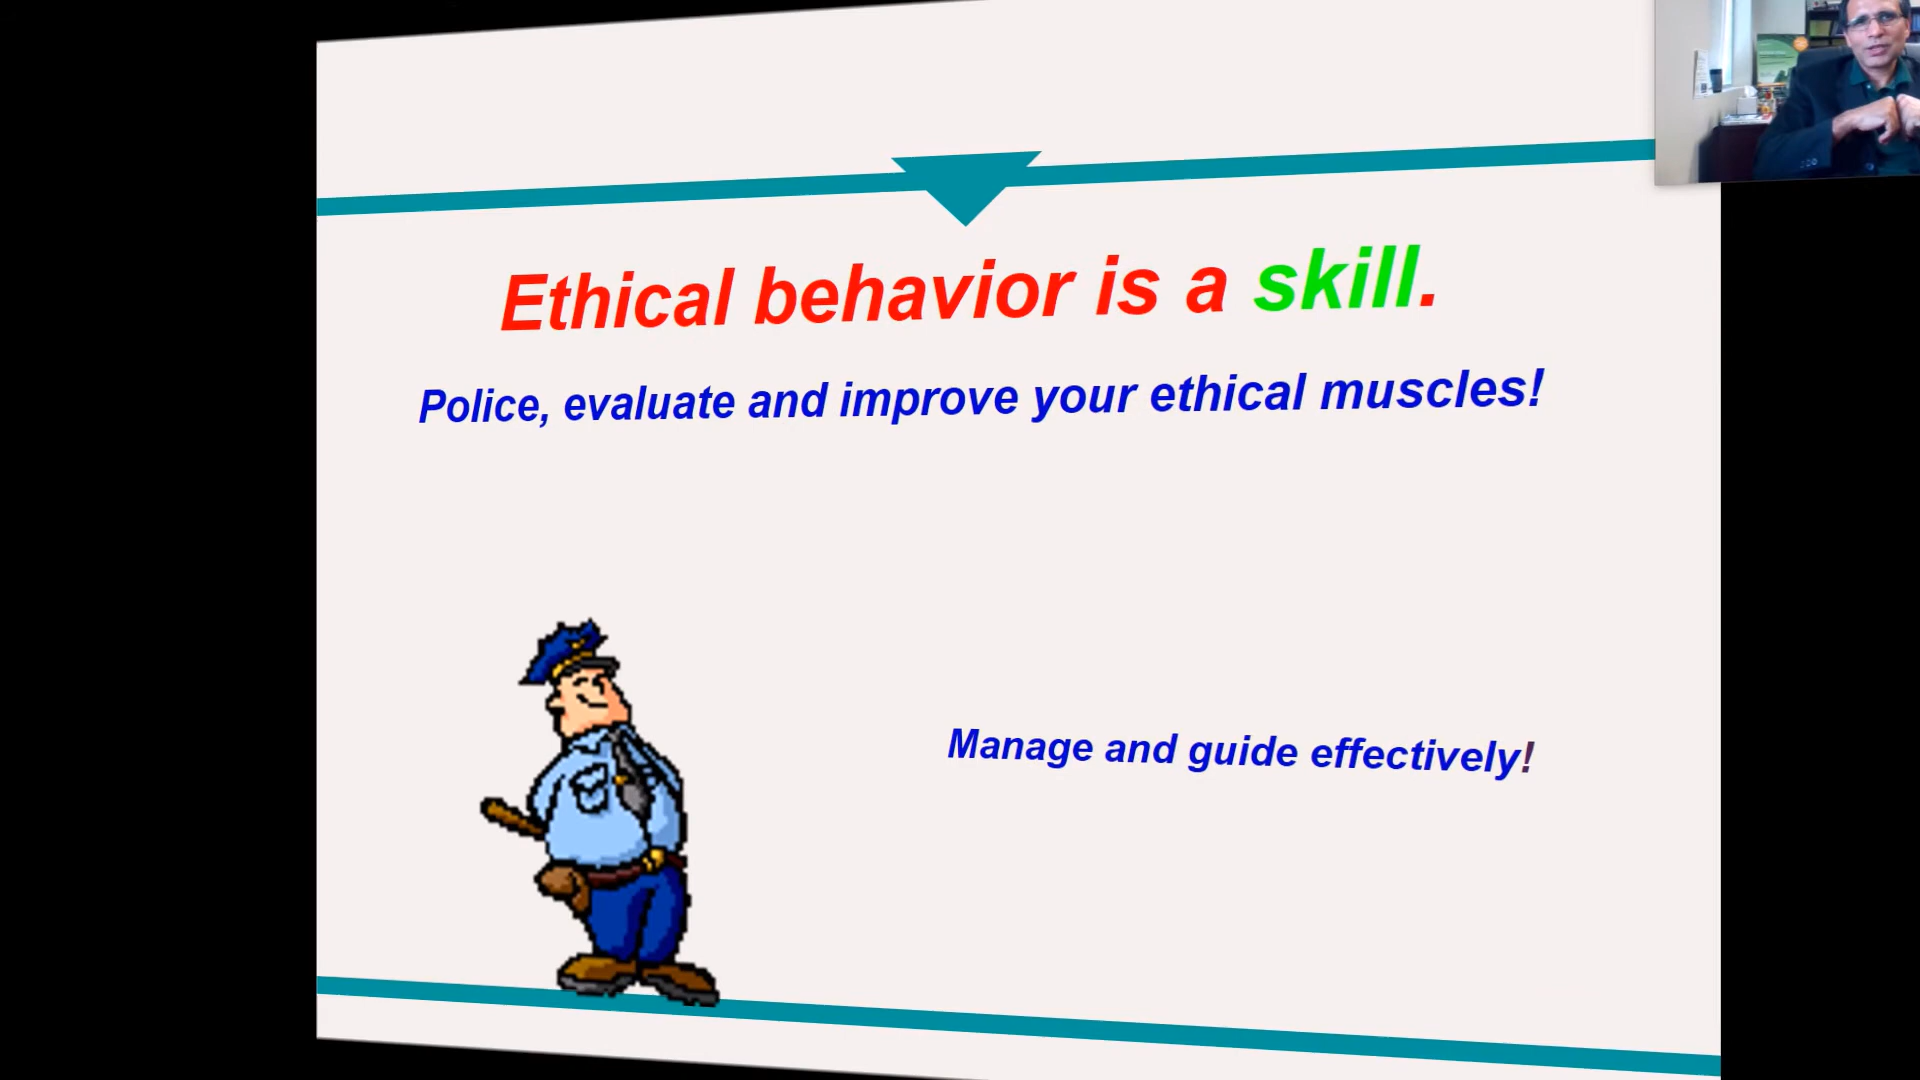 Ethical behavior is a skill.
Police, evaluate and improve your ethical muscles!
Manage and guide effectively!